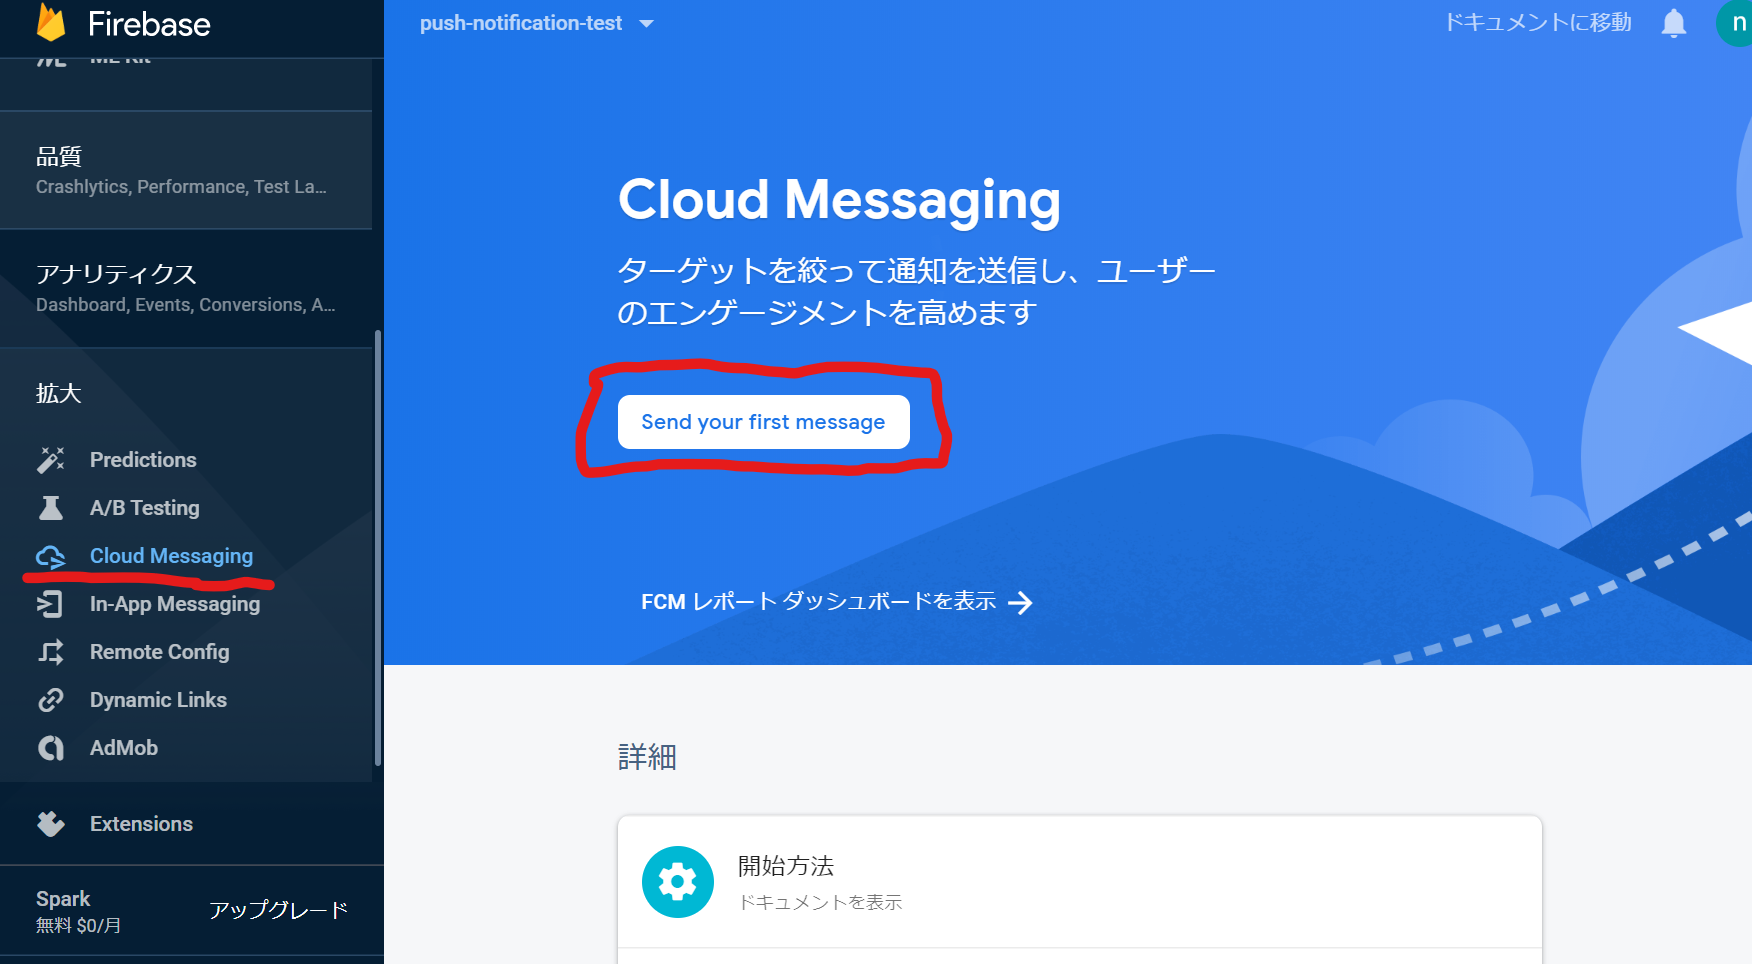 Firebase
ML Kit
品質
Crashlytics, Performance, Test La...
アナリティクス
Dashboard, Events, Conversions, A...
拡大
Predictions
A/B Testing
Cloud Messaging
In-App Messaging
Remote Config
Dynamic Links
AdMob
Extensions
Spark
無料 $0/月
アップグレード
push-notification-test
ドキュメントに移動
n
Cloud Messaging
ターゲットを絞って通知を送信し、ユーザー
のエンゲージメントを高めます
Send your first message
FCM レポート ダッシュボードを表示
詳細
開始方法
ドキュメントを表示